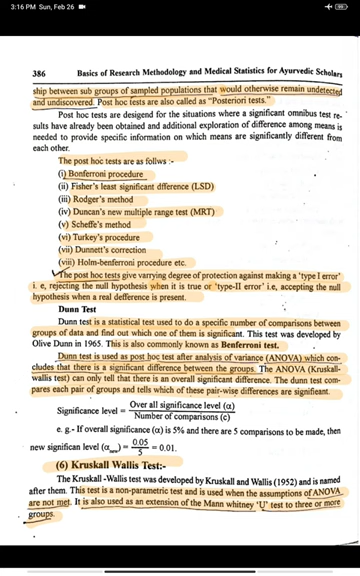 3:16 PM Sun, Feb 26
99
386 Basics of Research Methodology and Medical Statistics for Ayurvedic Scholars
ship between sub groups of sampled populations that would otherwise remain undetected
and undiscovered. Post hoc tests are also called as "Posteriori tests."
Post hoc tests are desigend for the situations where a significant omnibus test re-
sults have already been obtained and additional exploration of difference among means is
needed to provide specific information on which means are significantly different from
each other.
The post hoc tests are as follws :-
(i) Bonferroni procedure
(ii) Fisher's least significant dfference (LSD)
(iii) Rodger's method
(iv) Duncan's new multiple range test (MRT)
(v) Scheffe's method
(vi) Turkey's procedure
(vii) Dunnett's correction
(viii) Holm-benferroni procedure etc.
The post hoc tests give varrying degree of protection against making a 'type I error'
i. e, rejecting the null hypothesis when it is true or 'type-II error' i.e, accepting the null
hypothesis when a real defference is present.
Dunn Test
Dunn test is a statistical test used to do a specific number of comparisons between
groups of data and find out which one of them is significant. This test was developed by
Olive Dunn in 1965. This is also commonly known as Benferroni test.
Dunn test is used as post hoc test after analysis of variance (ANOVA) which con-
cludes that there is a significant difference between the groups. The ANOVA (Kruskall-
wallis test) can only tell that there is an overall significant difference. The dunn test com-
pares each pair of groups and tells which of these pair-wise differences are signifieant.
Significance level = Over all significance level (α) / Number of comparisons (c)
e. g.- If overall significance (α) is 5% and there are 5 comparisons to be made, then
new significan level (α new) = 0.05 / 5 = 0.01.
(6) Kruskall Wallis Test:-
The Kruskall -Wallis test was developed by Kruskall and Wallis (1952) and is named
after them. This test is a non-parametric test and is used when the assumptions of ANOVA
are not met. It is also used as an extension of the Mann whitney 'U' test to three or more
groups.